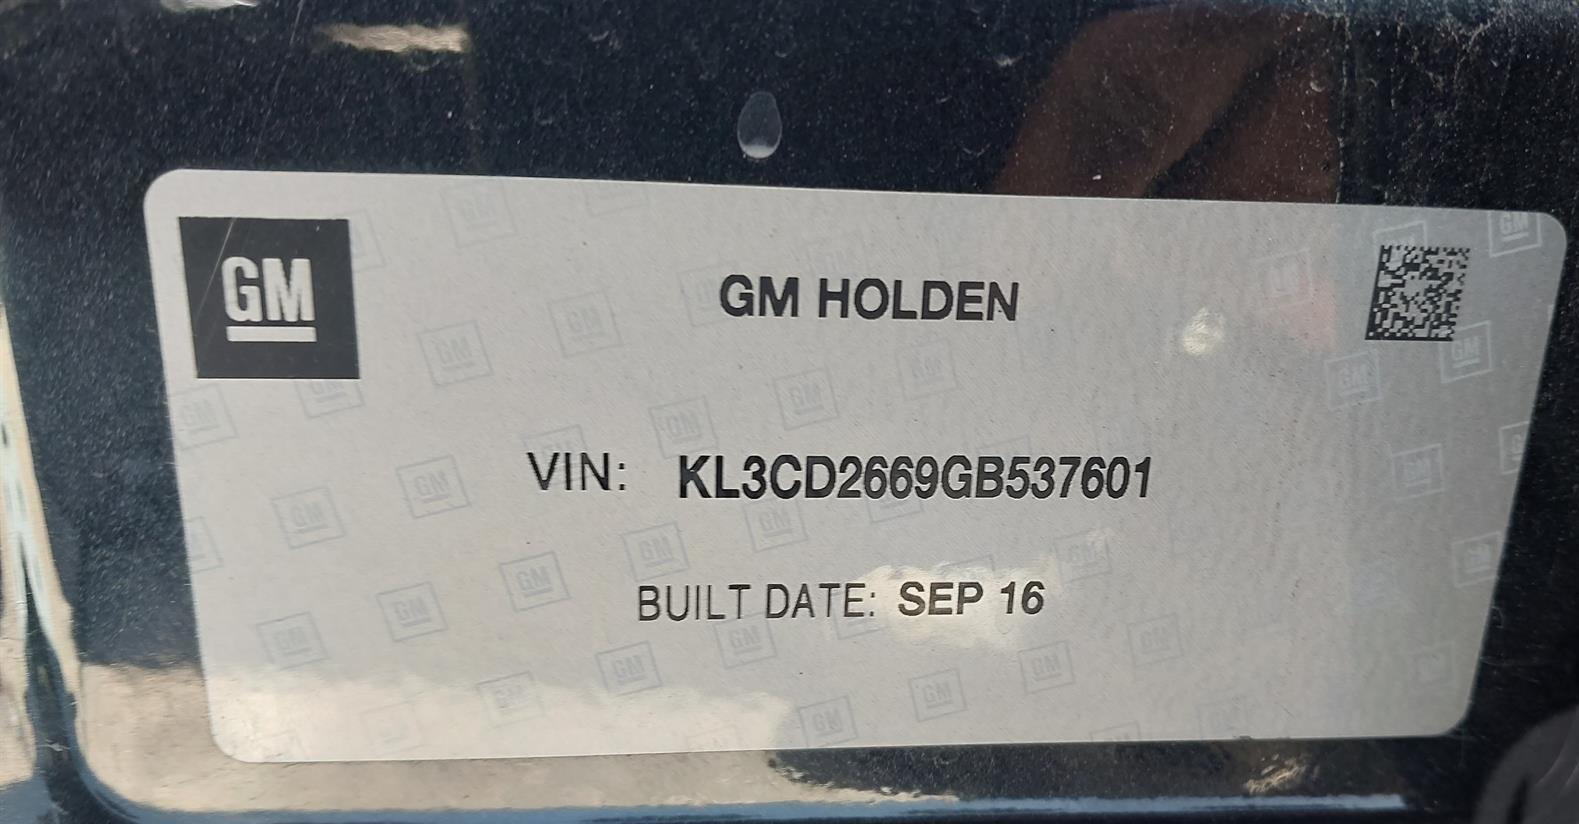 GM
GM HOLDEN
VIN: KL3CD2669GB537601
BUILT DATE: SEP 16